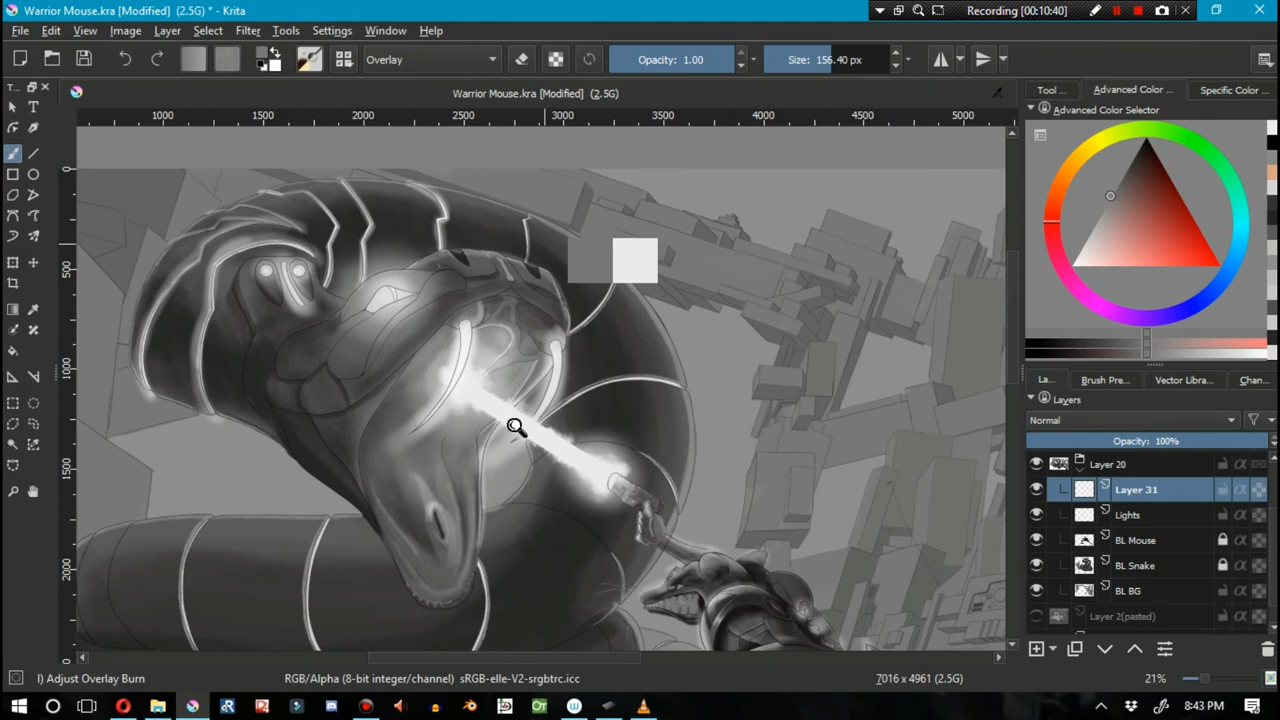 Warrior Mouse.kra [Modified] (2.5G) * - Krita
Recording [00:10:40]
File Edit View Image Layer Select Filter Tools Settings Window Help
Overlay
Opacity: 1.00
Size: 156.40 px
T...
Warrior Mouse.kra [Modified] (2.5G)
Tool ...
Advanced Color ...
Specific Color ...
Advanced Color Selector
1000 1500 2000 2500 3000 3500 4000 4500 5000
0
500
1000
1500
2000
La...
Brush Pre...
Vector Libra...
Chan...
Layers
Normal
Opacity: 100%
Layer 20
Layer 31
Lights
BL Mouse
BL Snake
BL BG
Layer 2(pasted)
I) Adjust Overlay Burn
RGB/Alpha (8-bit integer/channel) sRGB-elle-V2-srgbtrc.icc
7016 x 4961 (2.5G)
21%
8:43 PM